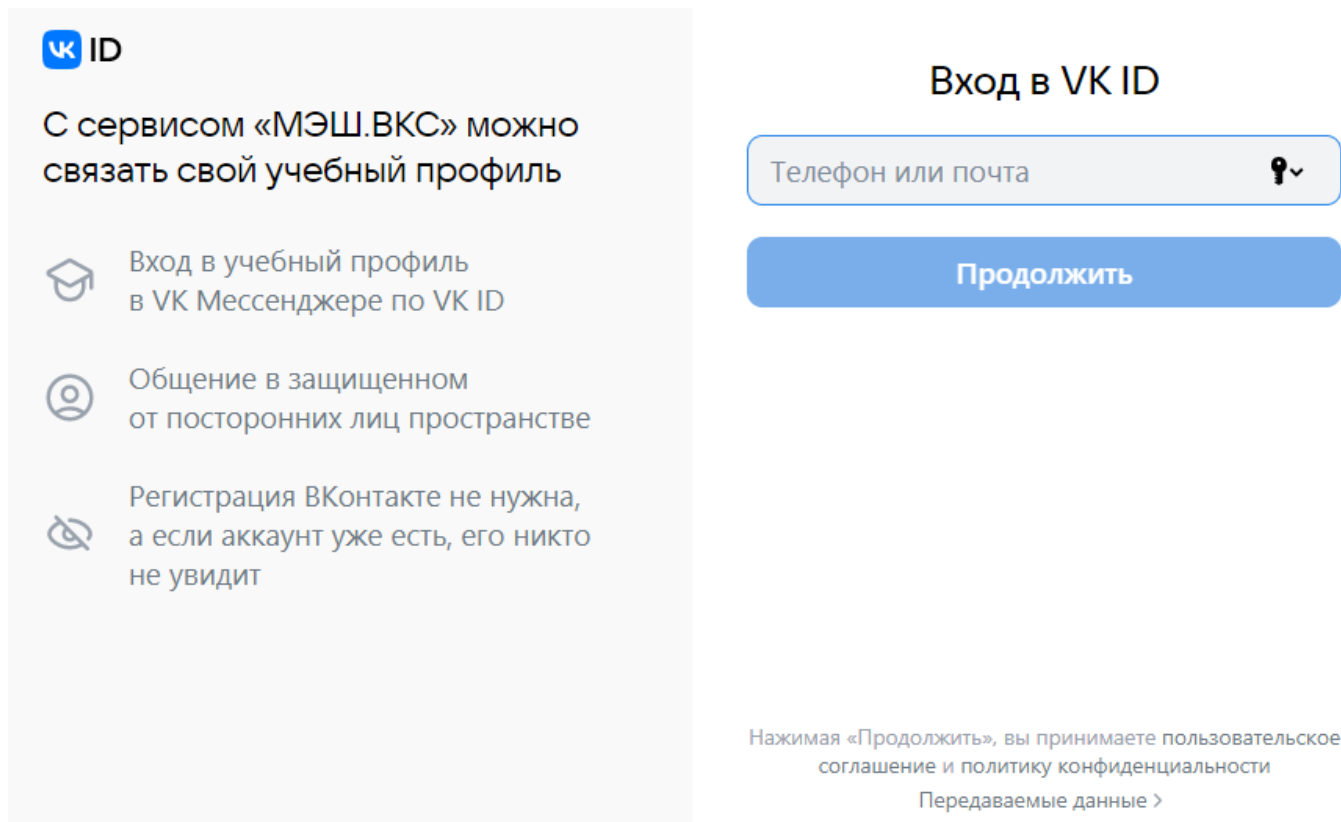 VK ID
С сервисом «МЭШ.ВКС» можно
связать свой учебный профиль
Вход в учебный профиль
в VK Мессенджере по VK ID
Общение в защищенном
от посторонних лиц пространстве
Регистрация ВКонтакте не нужна,
а если аккаунт уже есть, его никто
не увидит
Вход в VK ID
Телефон или почта
Продолжить
Нажимая «Продолжить», вы принимаете пользовательское
соглашение и политику конфиденциальности
Передаваемые данные >